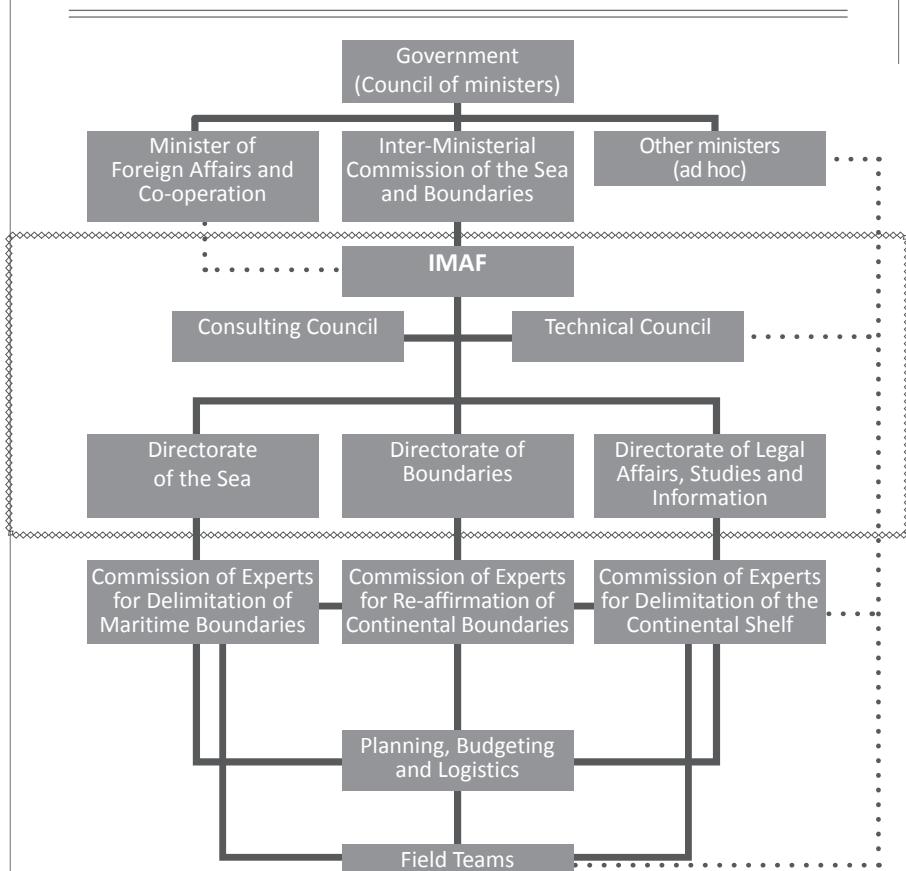 Government
(Council of ministers)
Minister of
Foreign Affairs and
Co-operation
Inter-Ministerial
Commission of the Sea
and Boundaries
Other ministers
(ad hoc)
IMAF
Consulting Council
Technical Council
Directorate
of the Sea
Directorate of
Boundaries
Directorate of Legal
Affairs, Studies and
Information
Commission of Experts
for Delimitation of
Maritime Boundaries
Commission of Experts
for Re-affirmation of
Continental Boundaries
Commission of Experts
for Delimitation of the
Continental Shelf
Planning, Budgeting
and Logistics
Field Teams